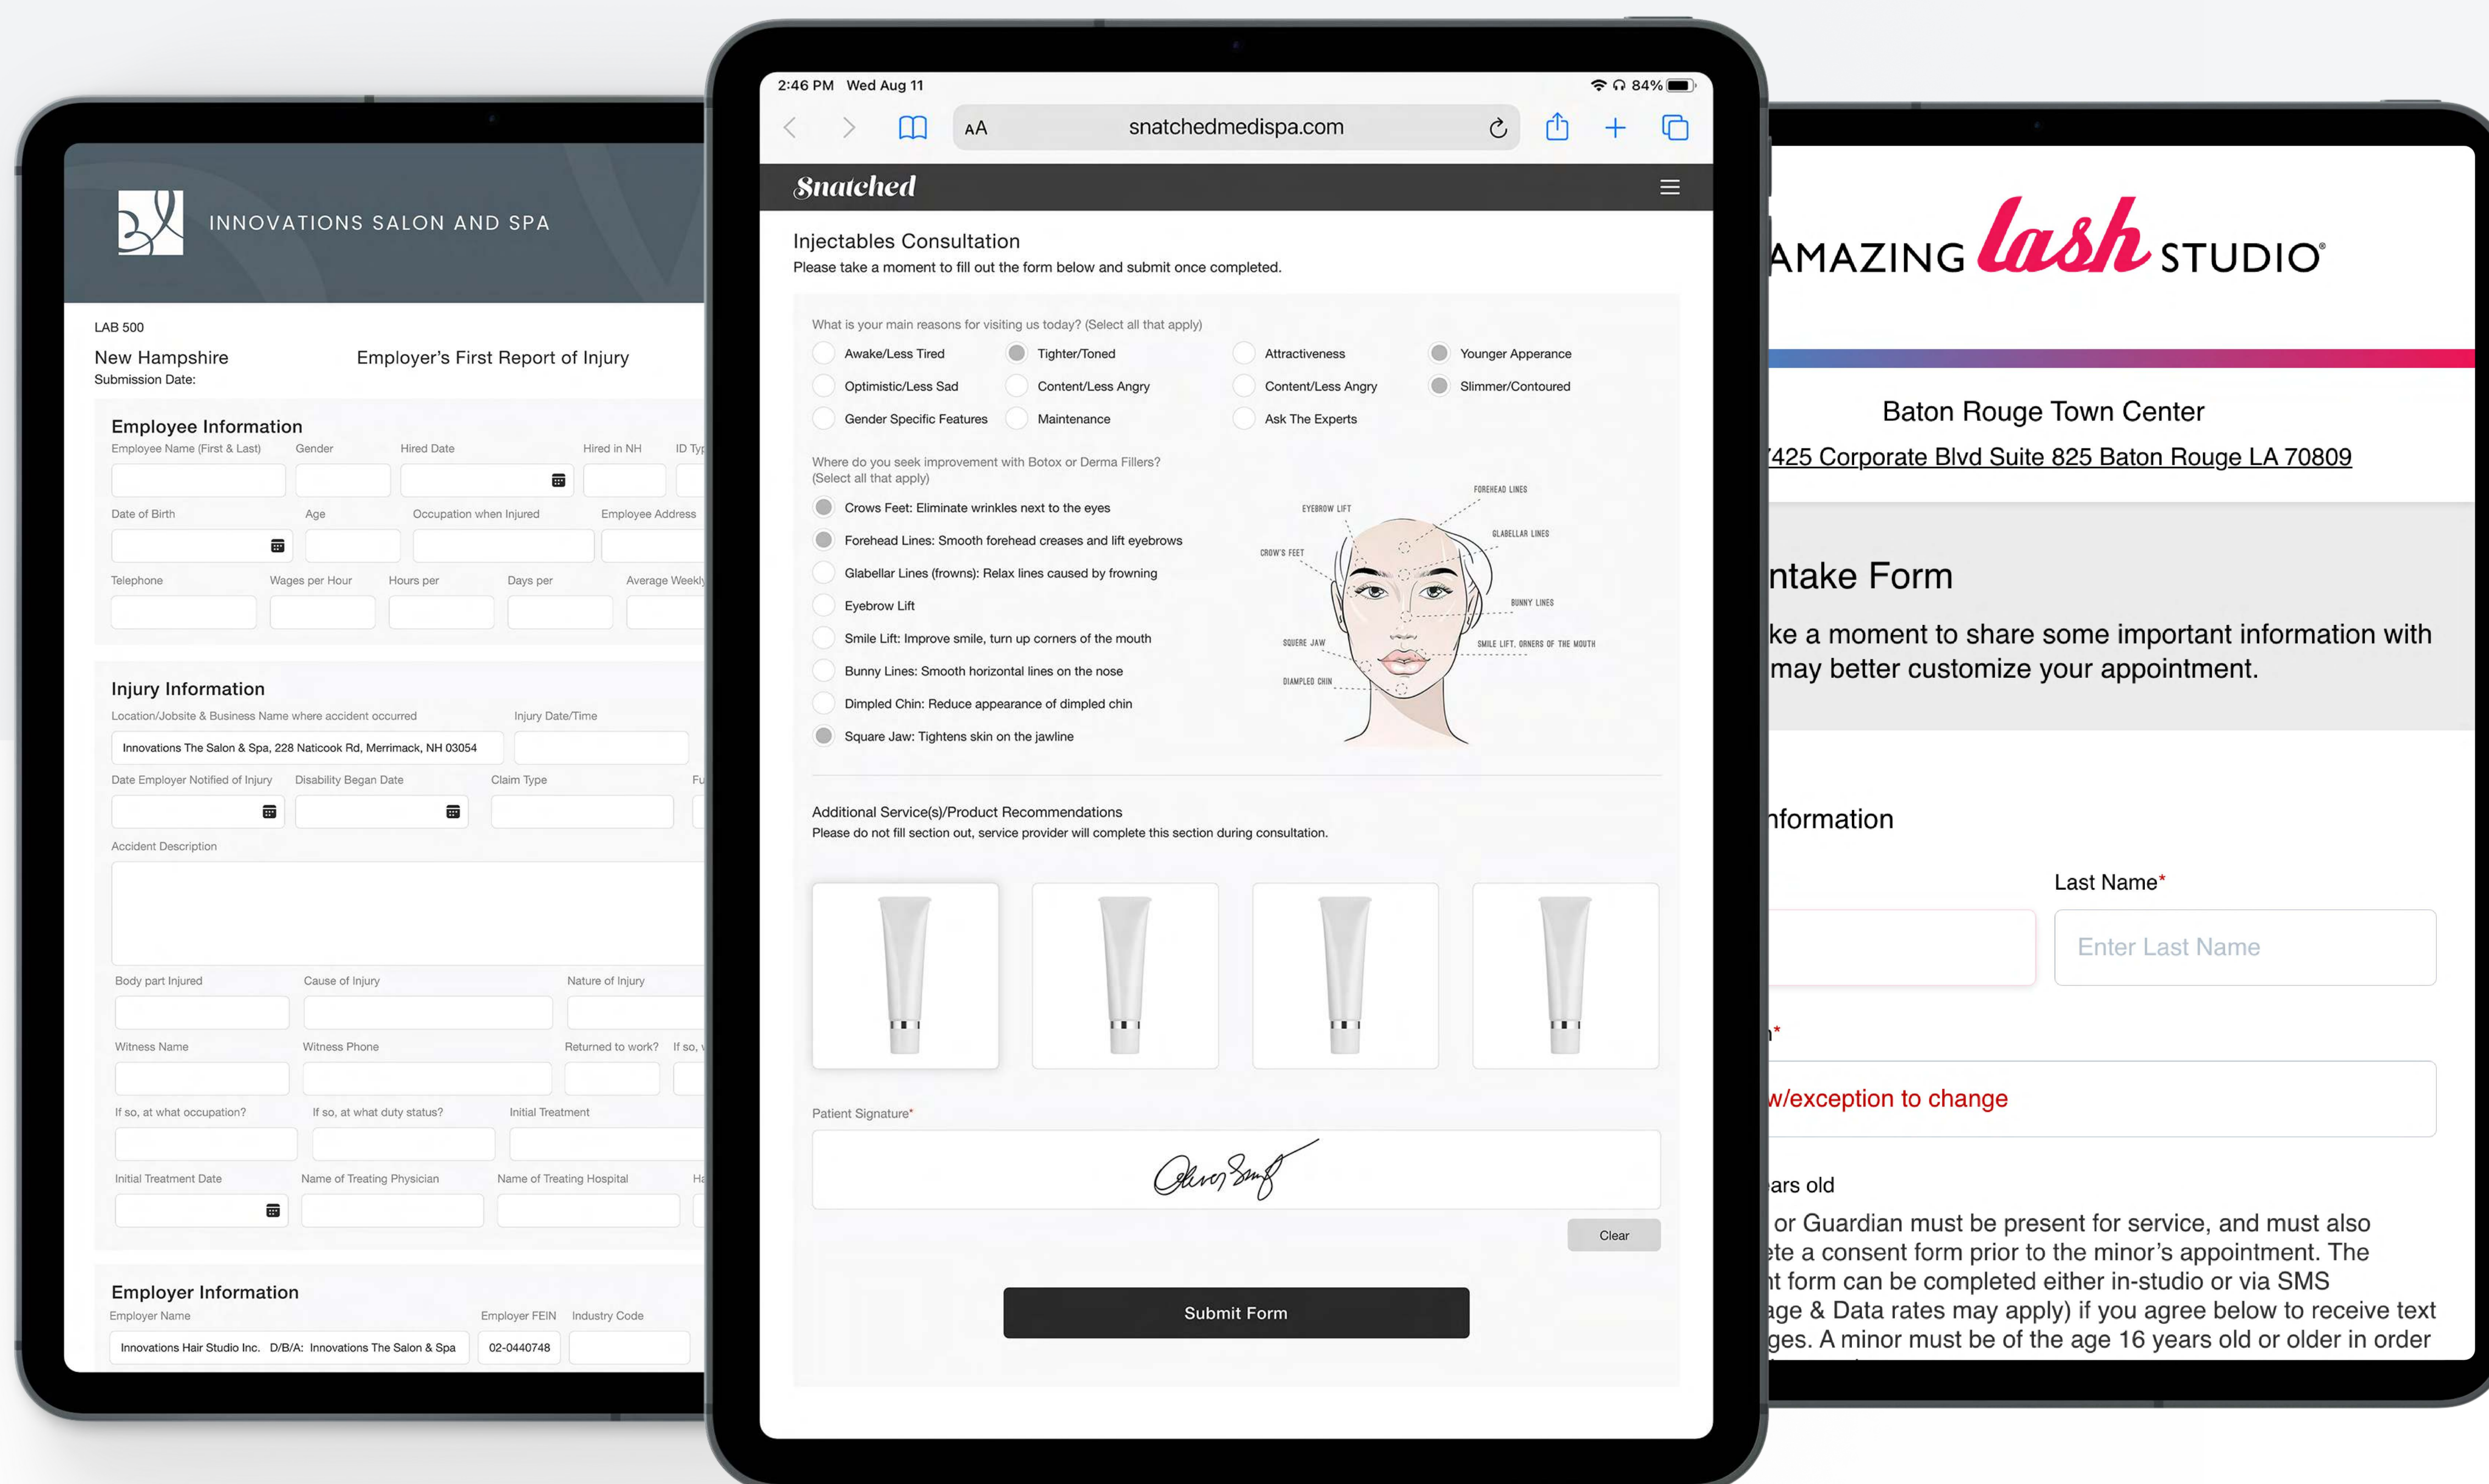 INNOVATIONS SALON AND SPA
LAB 500
New Hampshire Employer's First Report of Injury
Submission Date:
Employee Information
Employee Name (First & Last) Gender Hired Date Hired in NH ID
Date of Birth Age Occupation when Injured Employee Address
Telephone Wages per Hour Hours per Days per Average Weekly
Injury Information
Location/Jobsite & Business Name where accident occurred Injury Date/Time
Innovations The Salon & Spa, 228 Naticook Rd, Merrimack, NH 03054
Date Employer Notified of Injury Disability Began Date Claim Type
Accident Description
Body part Injured Cause of Injury Nature of Injury
Witness Name Witness Phone Returned to work? If so,
If so, at what occupation? If so, at what duty status? Initial Treatment
Initial Treatment Date Name of Treating Physician Name of Treating Hospital
Employer Information
Employer Name Employer FEIN Industry Code
Innovations Hair Studio Inc. D/B/A: Innovations The Salon & Spa 02-0440748
2:46 PM Wed Aug 11 84%
AA snatchedmedispa.com
Snatched
Injectables Consultation
Please take a moment to fill out the form below and submit once completed.
What is your main reasons for visiting us today? (Select all that apply)
Awake/Less Tired Tighter/Toned Attractiveness Younger Apperance
Optimistic/Less Sad Content/Less Angry Content/Less Angry Slimmer/Contoured
Gender Specific Features Maintenance Ask The Experts
Where do you seek improvement with Botox or Derma Fillers?
(Select all that apply)
Crows Feet: Eliminate wrinkles next to the eyes
Forehead Lines: Smooth forehead creases and lift eyebrows
Glabellar Lines (frowns): Relax lines caused by frowning
Eyebrow Lift
Smile Lift: Improve smile, turn up corners of the mouth
Bunny Lines: Smooth horizontal lines on the nose
Dimpled Chin: Reduce appearance of dimpled chin
Square Jaw: Tightens skin on the jawline
FOREHEAD LINES
EYEBROW LIFT
GLABELLAR LINES
CROW'S FEET
BUNNY LINES
SQUERE JAW
SMILE LIFT, ORNERS OF THE MOUTH
DIAMPLED CHIN
Additional Service(s)/Product Recommendations
Please do not fill section out, service provider will complete this section during consultation.
Patient Signature*
Clear
Submit Form
AMAZING lash STUDIO®
Baton Rouge Town Center
7425 Corporate Blvd Suite 825 Baton Rouge LA 70809
ntake Form
ke a moment to share some important information with
may better customize your appointment.
nformation
Last Name*
Enter Last Name
n*
w/exception to change
ars old
or Guardian must be present for service, and must also
ete a consent form prior to the minor's appointment. The
nt form can be completed either in-studio or via SMS
age & Data rates may apply) if you agree below to receive text
ges. A minor must be of the age 16 years old or older in order